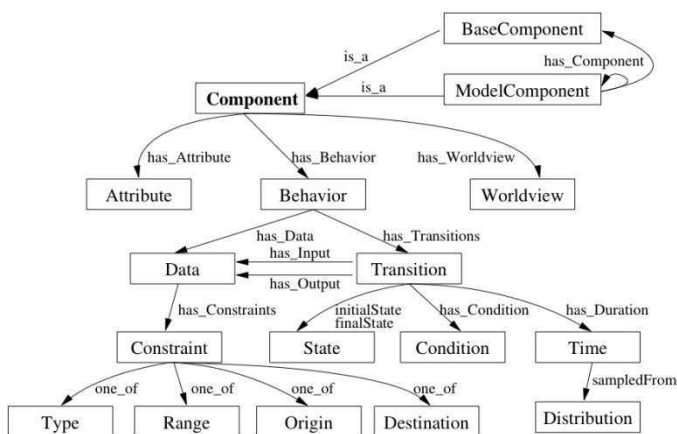 BaseComponent
is_a
has_Component
is_a
ModelComponent
Component
has_Attribute
has_Behavior
has_Worldview
Attribute
Behavior
Worldview
has_Data
has_Transitions
has_Input
Data
Transition
has_Output
has_Constraints
initialState
finalState
has_Condition
has_Duration
Constraint
State
Condition
Time
one_of
one_of
one_of
one_of
sampledFrom
Type
Range
Origin
Destination
Distribution